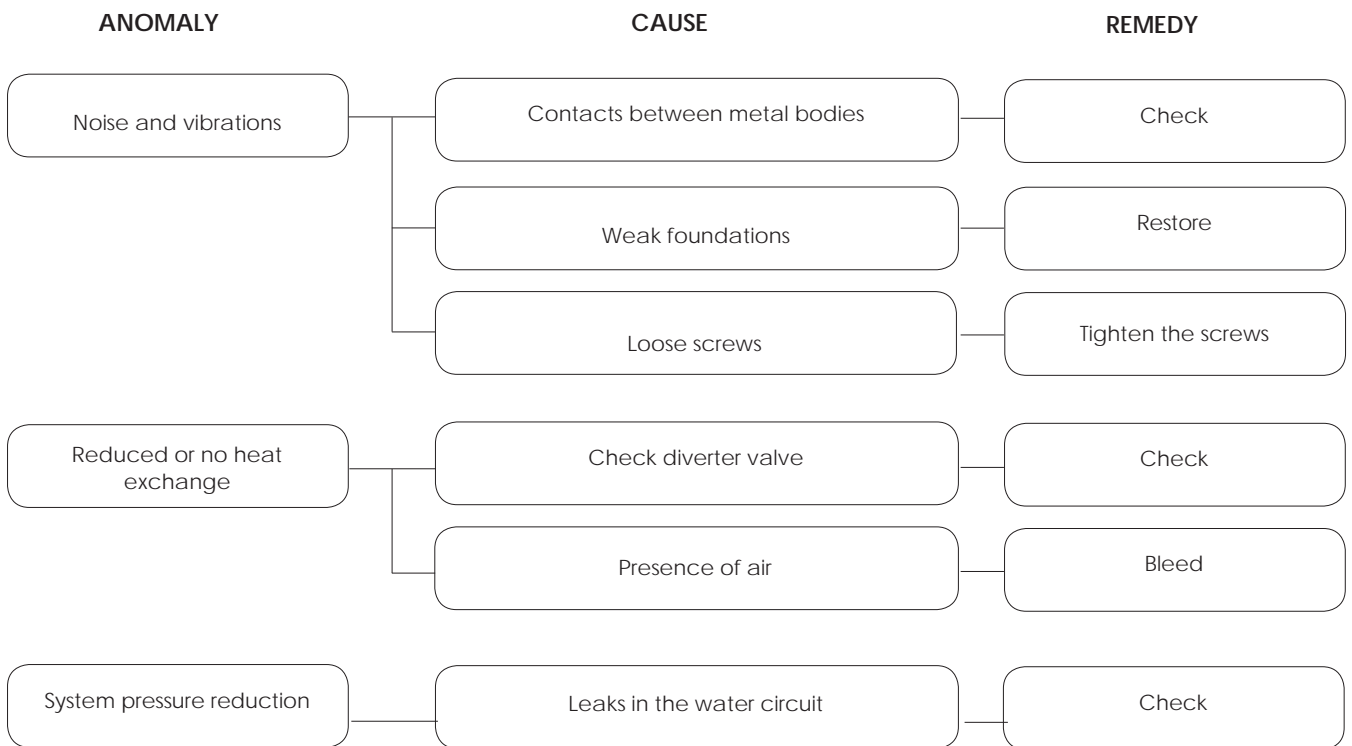 ANOMALY CAUSE REMEDY
Noise and vibrations
Contacts between metal bodies
Check
Weak foundations
Restore
Loose screws
Tighten the screws
Reduced or no heat
exchange
Check diverter valve
Check
Presence of air
Bleed
System pressure reduction
Leaks in the water circuit
Check